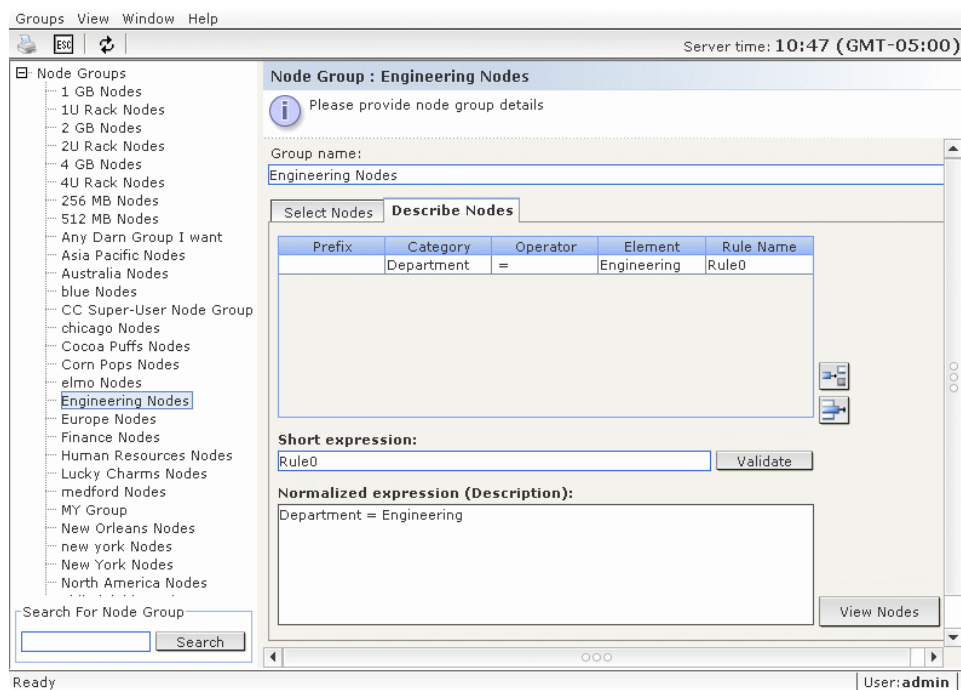 Groups View Window Help
ESC
Server time: 10:47 (GMT-05:00)
Node Groups
1 GB Nodes
1U Rack Nodes
2 GB Nodes
2U Rack Nodes
4 GB Nodes
4U Rack Nodes
256 MB Nodes
512 MB Nodes
Any Darn Group I want
Asia Pacific Nodes
Australia Nodes
blue Nodes
CC Super-User Node Group
chicago Nodes
Cocoa Puffs Nodes
Corn Pops Nodes
elmo Nodes
Engineering Nodes
Europe Nodes
Finance Nodes
Human Resources Nodes
Lucky Charms Nodes
medford Nodes
MY Group
New Orleans Nodes
new york Nodes
New York Nodes
North America Nodes
Search For Node Group
Search
Node Group : Engineering Nodes
Please provide node group details
Group name:
Engineering Nodes
Select Nodes Describe Nodes
Prefix Category Operator Element Rule Name
Department = Engineering Rule0
Short expression:
Rule0 Validate
Normalized expression (Description):
Department = Engineering
View Nodes
Ready User:admin